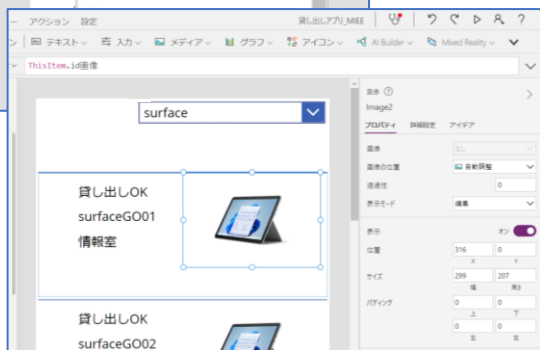 アクション 設定 貸し出しアプリ_MIEE
テキスト 入力 メディア グラフ アイコン AI Builder Mixed Reality
ThisItem.id画像
surface
貸し出しOK
surfaceGO01
情報室
貸し出しOK
surfaceGO02
画像
Image2
プロパティ 詳細設定 アイデア
画像 なし
画像の位置 自動調整
透過性 0
表示モード 編集
表示 オン
位置 316 0
X Y
サイズ 299 207
幅 高さ
パディング 0 0
上 下
0 0
左 右